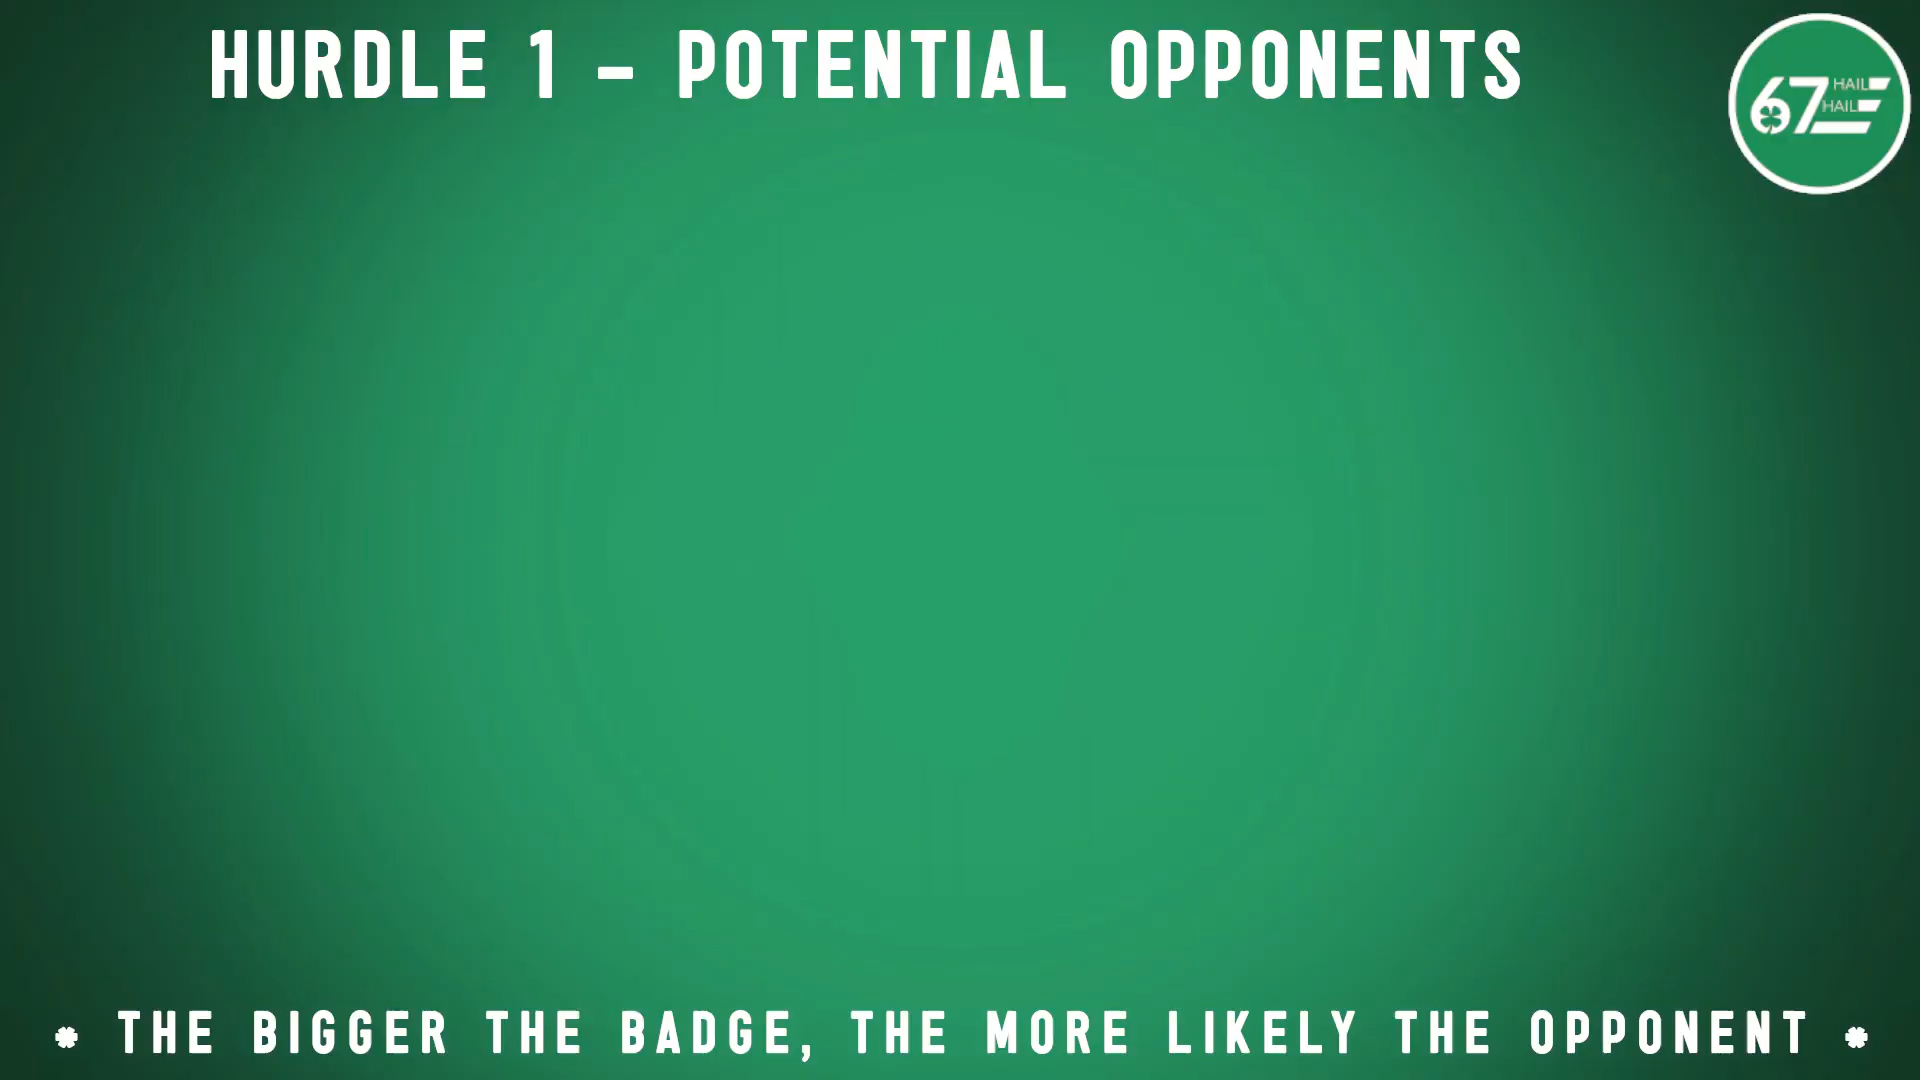 HURDLE 1 – POTENTIAL OPPONENTS
67 HAIL
HAIL
THE BIGGER THE BADGE, THE MORE LIKELY THE OPPONENT